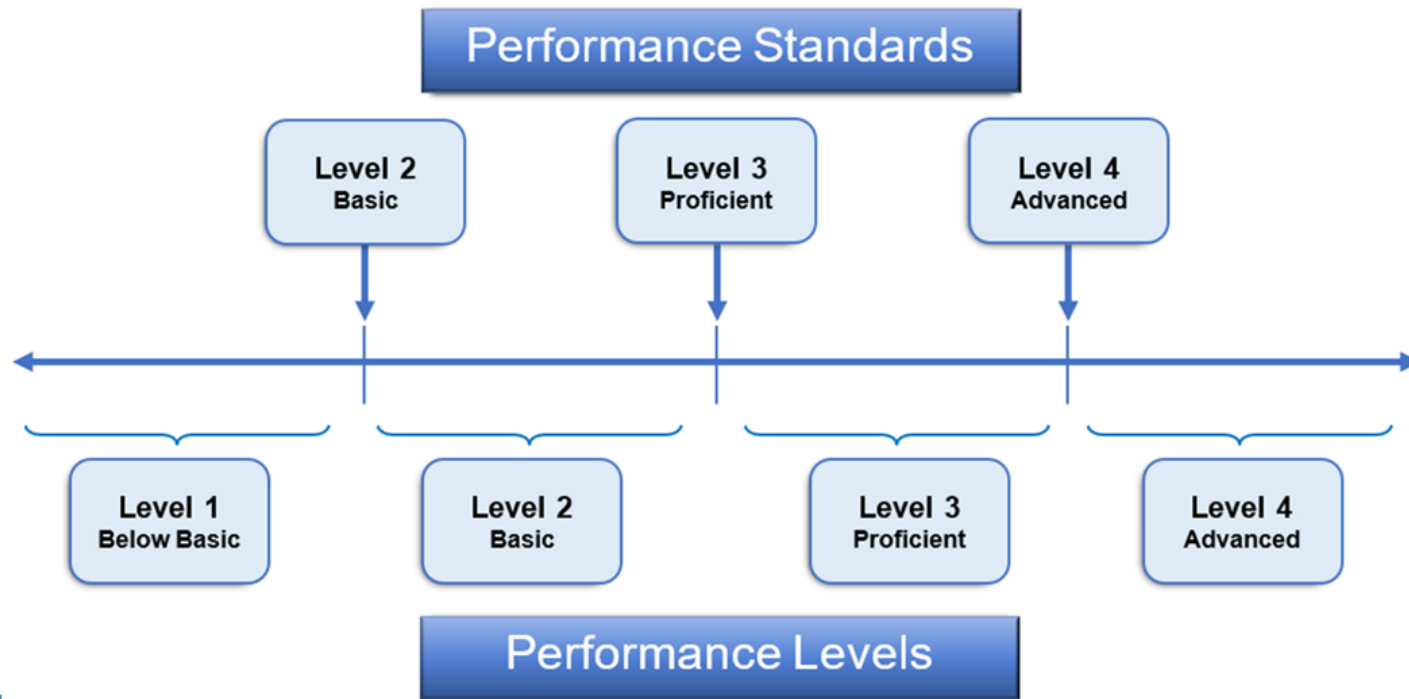 Performance Standards
Level 2
Basic
Level 3
Proficient
Level 4
Advanced
Level 1
Below Basic
Level 2
Basic
Level 3
Proficient
Level 4
Advanced
Performance Levels